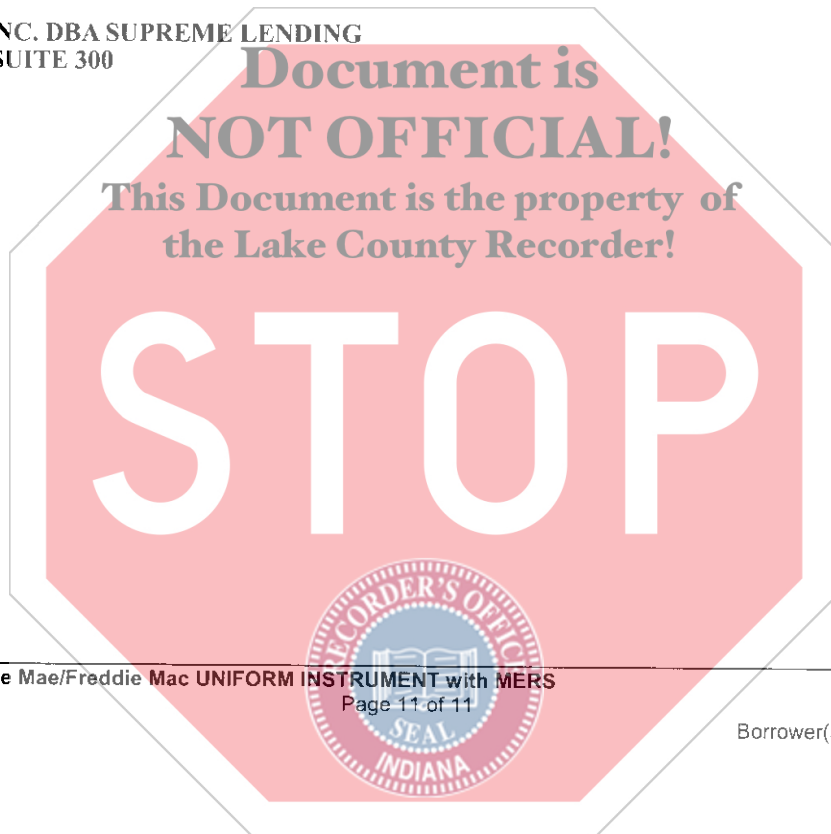 NC. DBA SUPREME LENDING
SUITE 300
Document is
NOT OFFICIAL!
This Document is the property of
the Lake County Recorder!
STOP
RECORDER'S OFFICE
e Mae/Freddie Mac UNIFORM INSTRUMENT with MERS
Page 11 of 11
SEAL
INDIANA
Borrower(